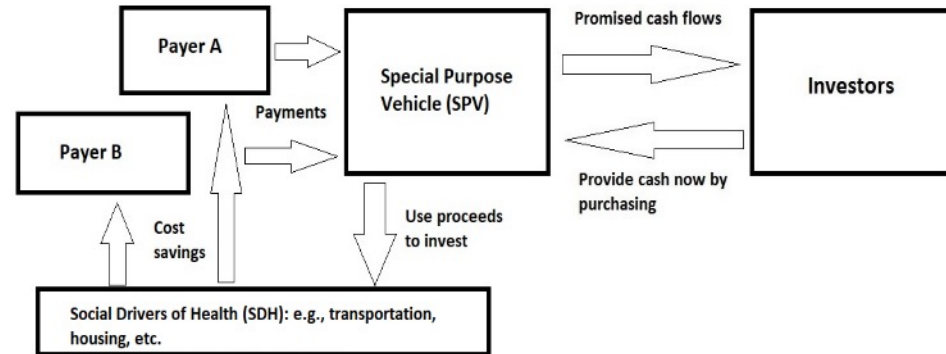 Payer A
Payer B
Payments
Special Purpose
Vehicle (SPV)
Promised cash flows
Investors
Provide cash now by
purchasing
Cost
savings
Use proceeds
to invest
Social Drivers of Health (SDH): e.g., transportation,
housing, etc.